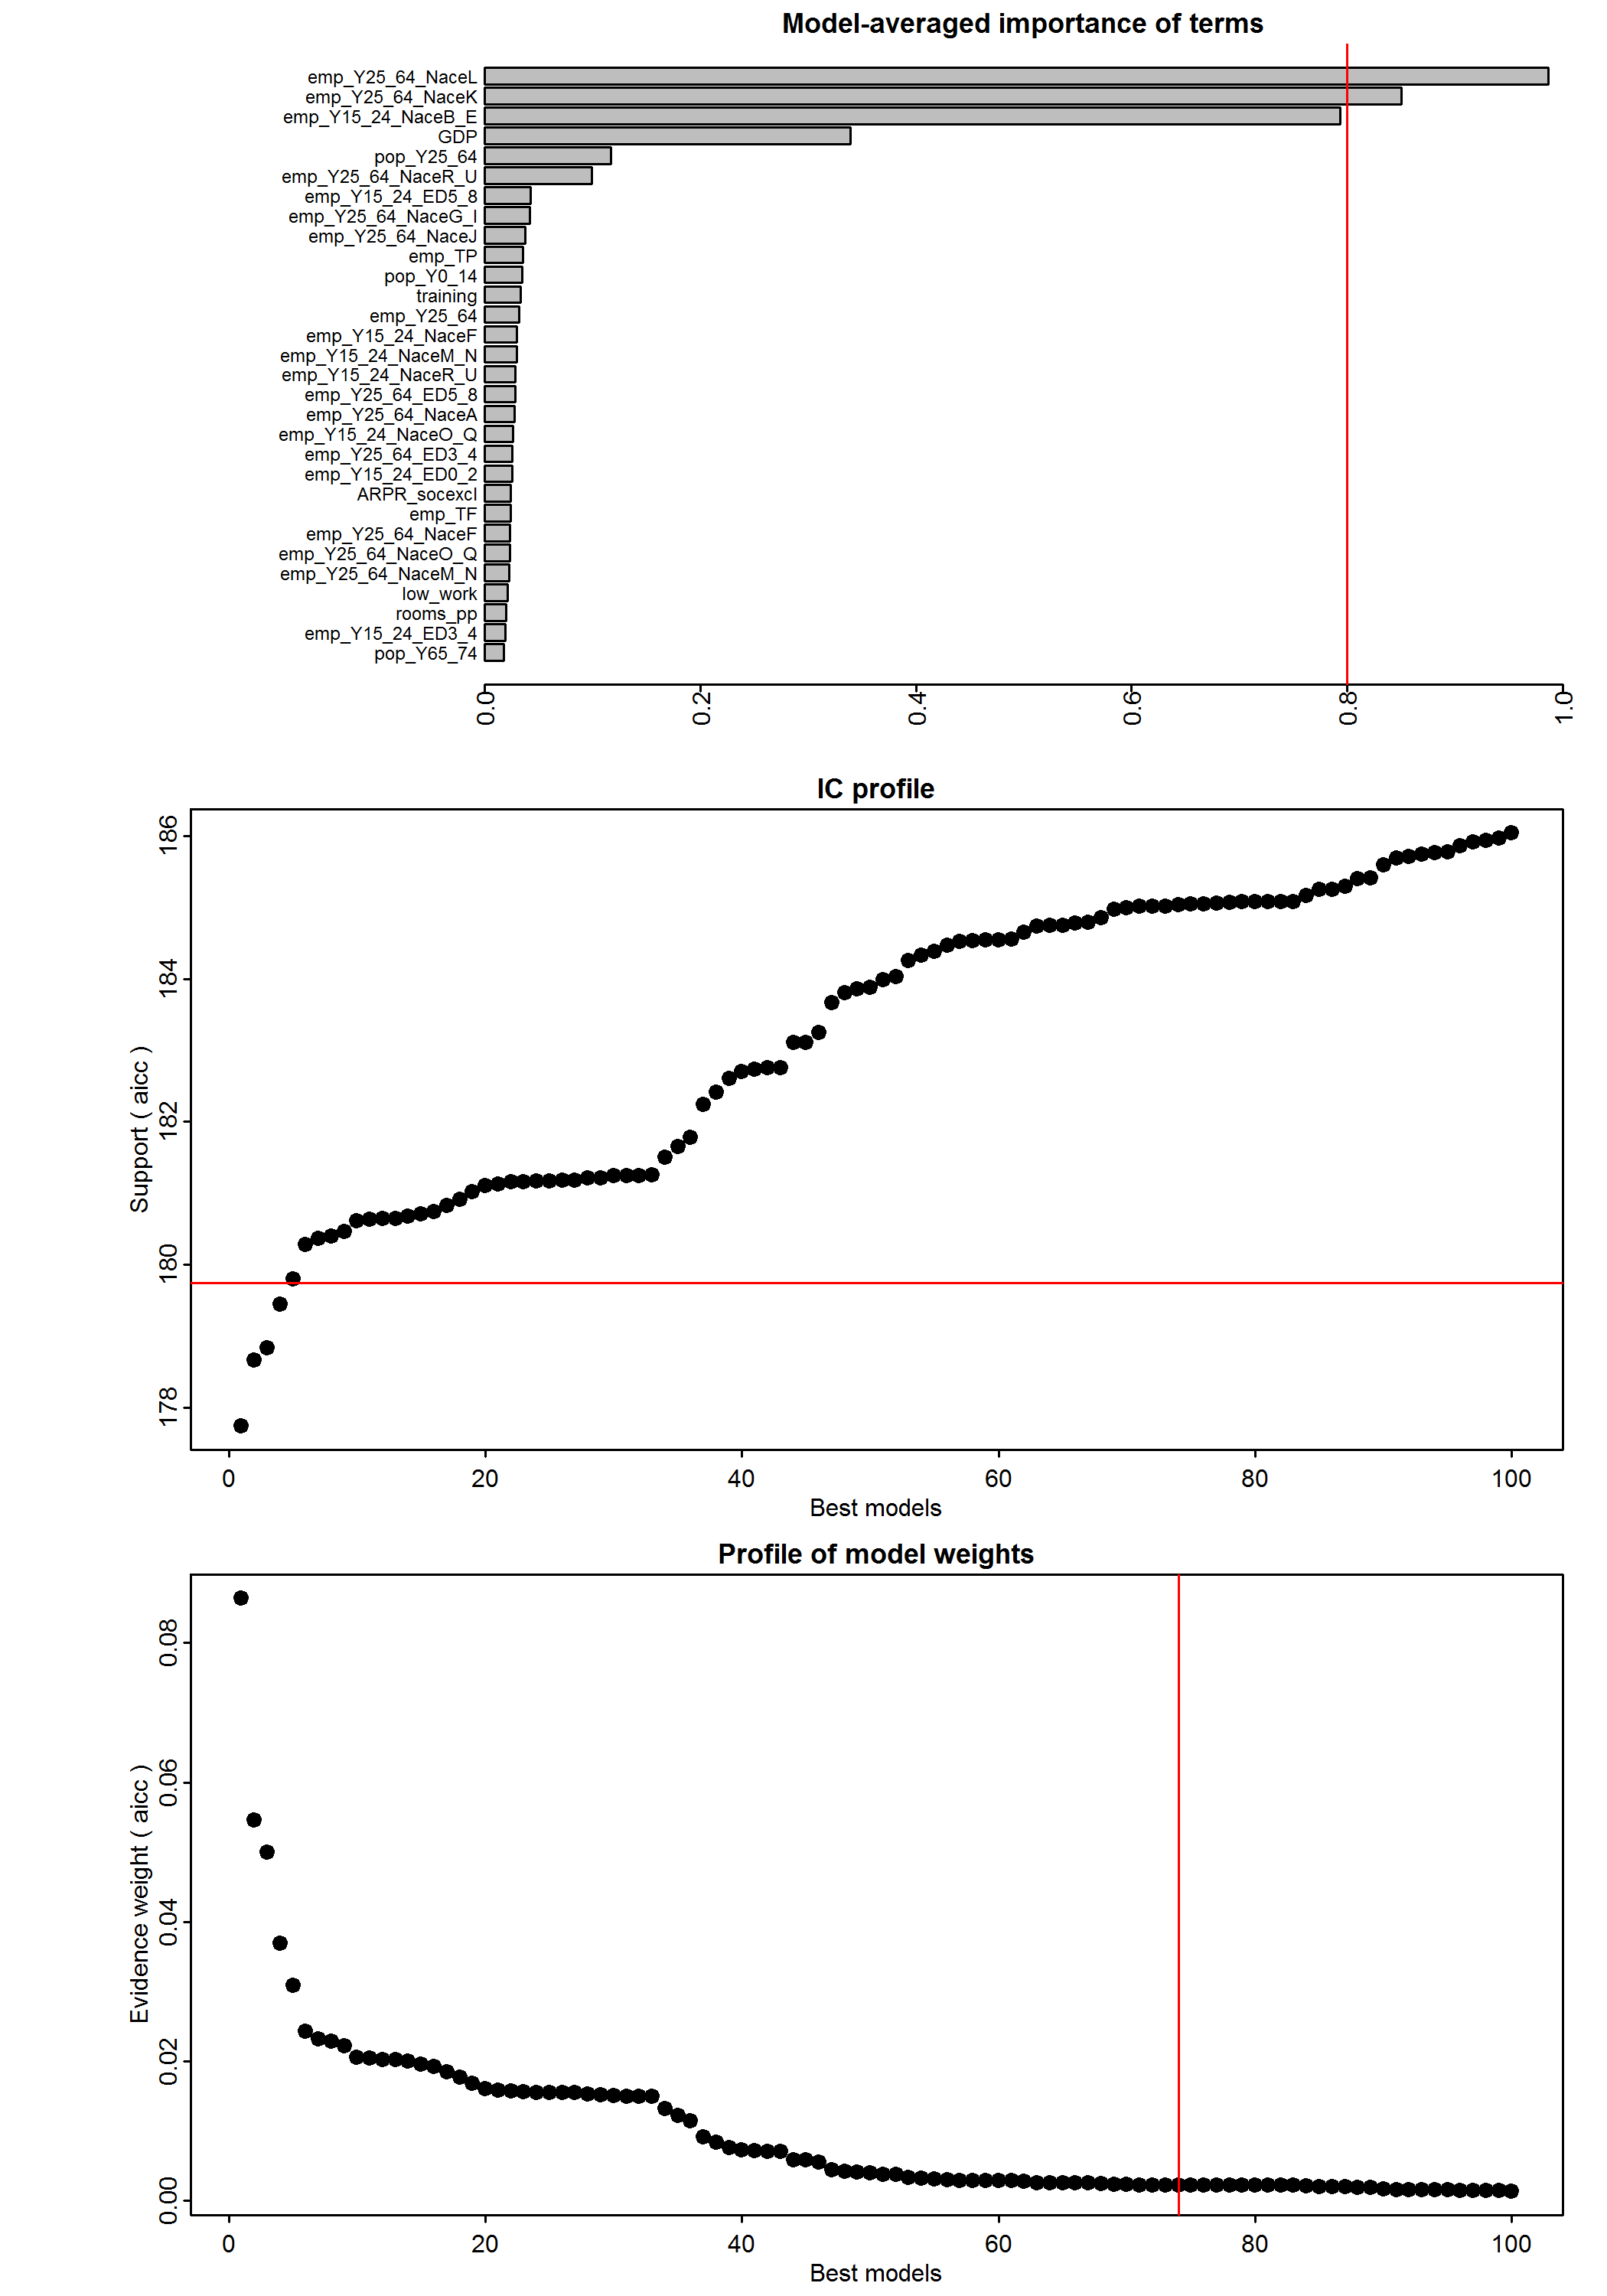 Model-averaged importance of terms
emp_Y25_64_NaceL
emp_Y25_64_NaceK
emp_Y15_24_NaceB_E
GDP
pop_Y25_64
emp_Y25_64_NaceR_U
emp_Y15_24_ED5_8
emp_Y25_64_NaceG_I
emp_Y25_64_NaceJ
emp_TP
pop_Y0_14
training
emp_Y25_64
emp_Y15_24_NaceF
emp_Y15_24_NaceM_N
emp_Y15_24_NaceR_U
emp_Y25_64_ED5_8
emp_Y25_64_NaceA
emp_Y15_24_NaceO_Q
emp_Y25_64_ED3_4
emp_Y15_24_ED0_2
ARPR_socexcl
emp_TF
emp_Y25_64_NaceF
emp_Y25_64_NaceO_Q
emp_Y25_64_NaceM_N
low_work
rooms_pp
emp_Y15_24_ED3_4
pop_Y65_74
0.0 0.2 0.4 0.6 0.8 1.0
IC profile
Support ( aicc )
186
184
182
180
178
0 20 40 60 80 100
Best models
Profile of model weights
Evidence weight ( aicc )
0.08
0.06
0.04
0.02
0.00
0 20 40 60 80 100
Best models